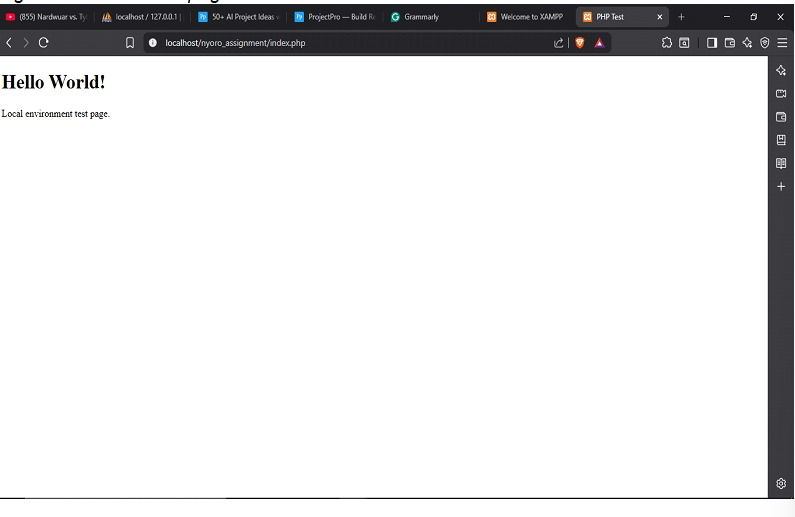 (855) Nardwuar vs. Ty
localhost / 127.0.0.1 |
50+ AI Project Ideas
ProjectPro — Build Re
Grammarly
Welcome to XAMPP
PHP Test
localhost/nyoro_assignment/index.php
Hello World!
Local environment test page.